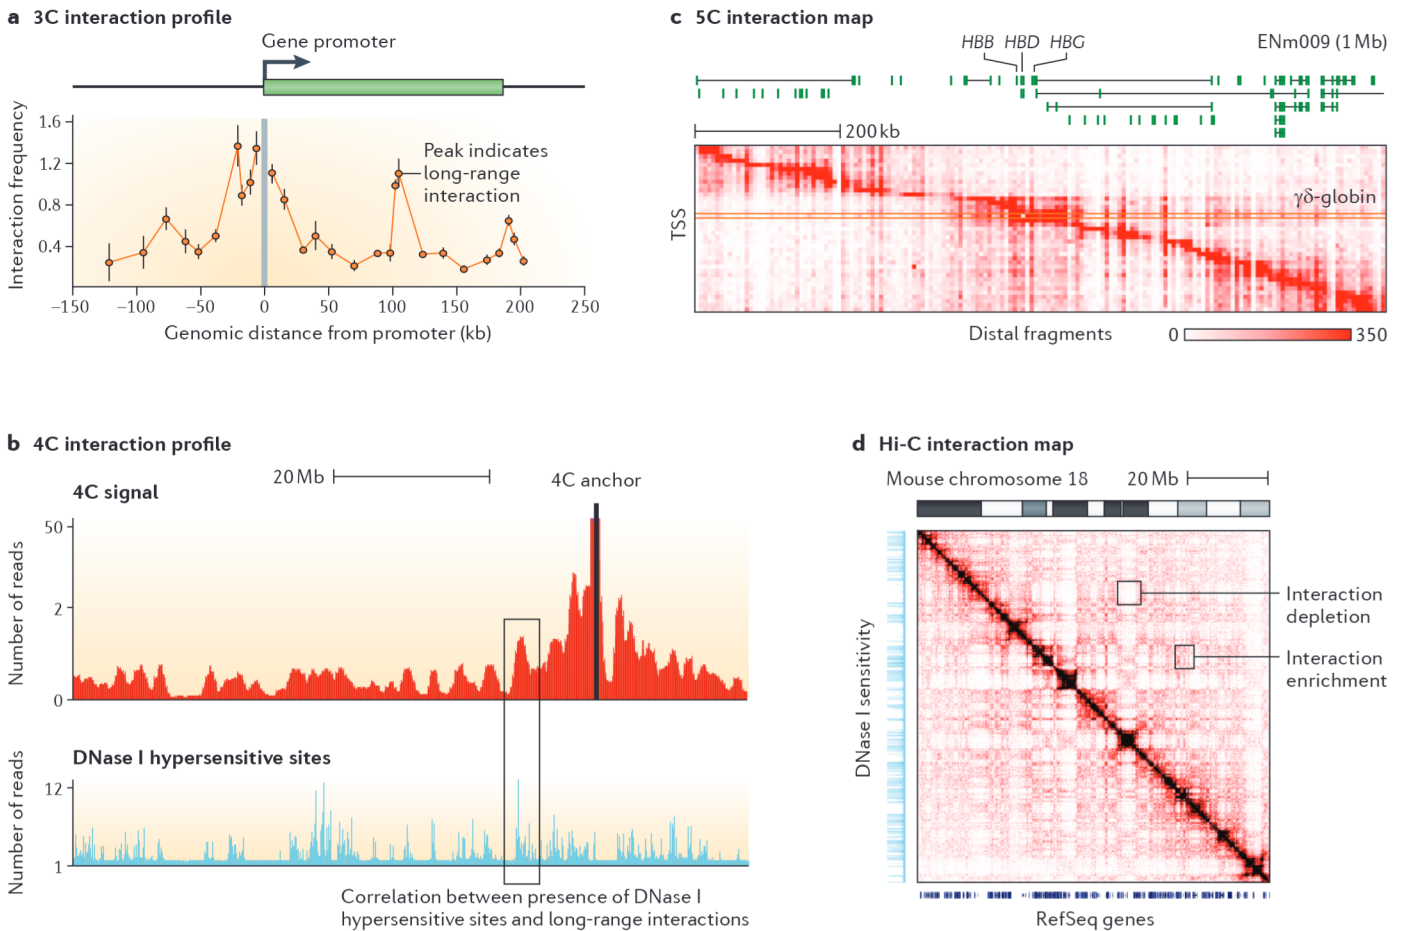 a 3C interaction profile
Gene promoter
Interaction frequency
1.6
1.2
0.8
0.4
Peak indicates
long-range
interaction
−150 −100 −50 0 50 100 150 200 250
Genomic distance from promoter (kb)
c 5C interaction map
HBB HBD HBG
ENm009 (1 Mb)
200 kb
TSS
γδ-globin
Distal fragments
0 350
b 4C interaction profile
20 Mb
4C anchor
4C signal
Number of reads
50
2
0
DNase I hypersensitive sites
Number of reads
12
1
Correlation between presence of DNase I
hypersensitive sites and long-range interactions
d Hi-C interaction map
Mouse chromosome 18
20 Mb
DNase I sensitivity
Interaction
depletion
Interaction
enrichment
RefSeq genes